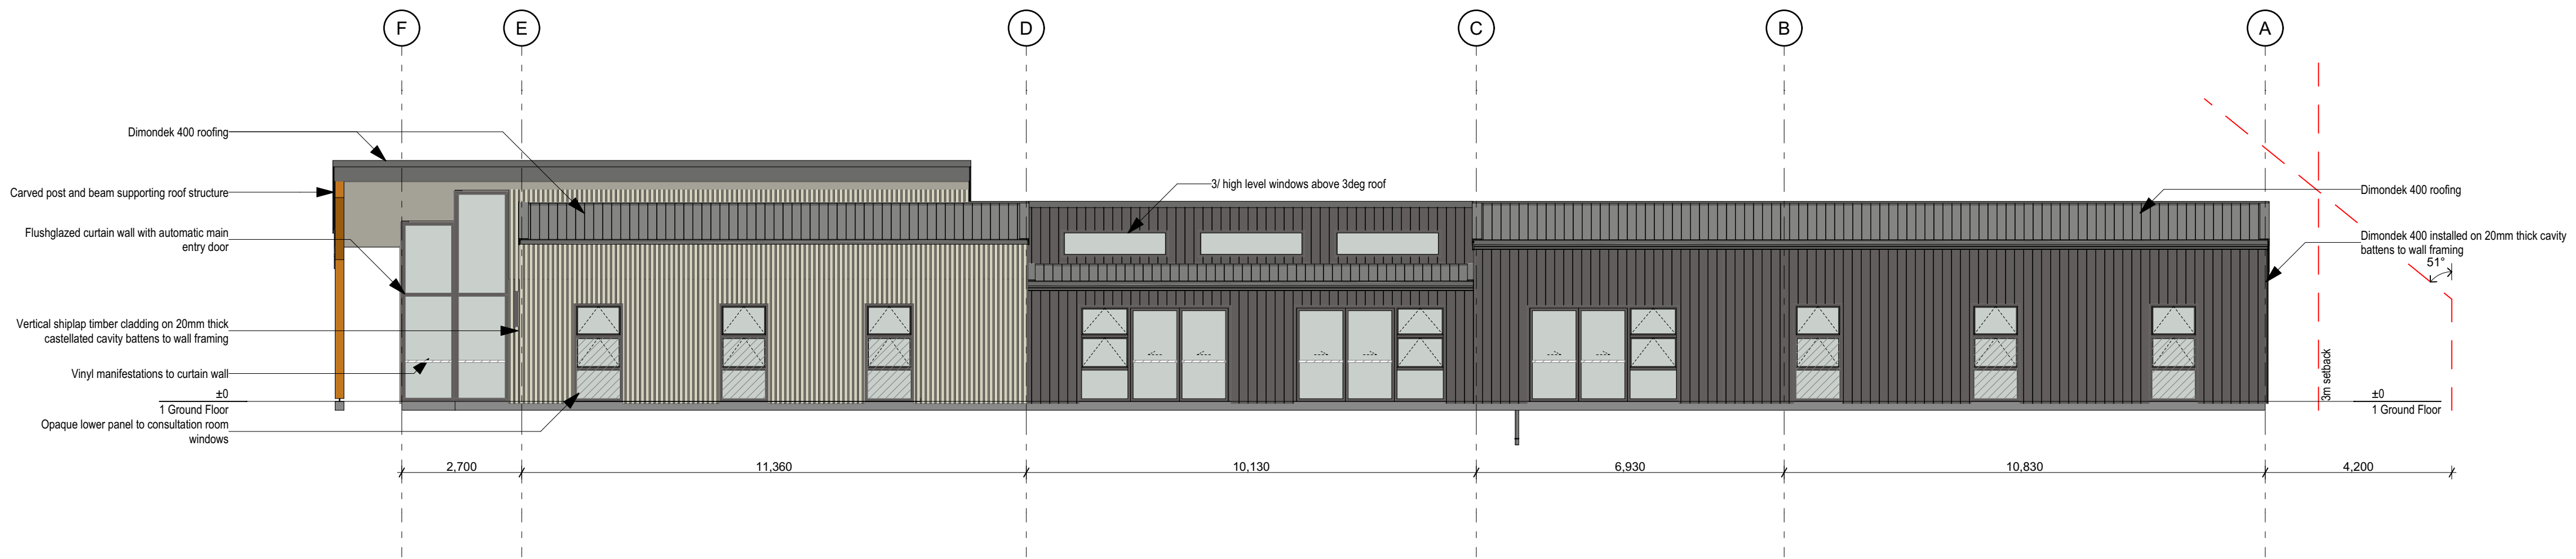 F
E
D
C
B
A
Dimondek 400 roofing
Carved post and beam supporting roof structure
Flushglazed curtain wall with automatic main
entry door
Vertical shiplap timber cladding on 20mm thick
castellated cavity battens to wall framing
Vinyl manifestations to curtain wall
±0
1 Ground Floor
Opaque lower panel to consultation room
windows
3/ high level windows above 3deg roof
Dimondek 400 roofing
Dimondek 400 installed on 20mm thick cavity
battens to wall framing
51°
3m setback
±0
1 Ground Floor
2,700
11,360
10,130
6,930
10,830
4,200